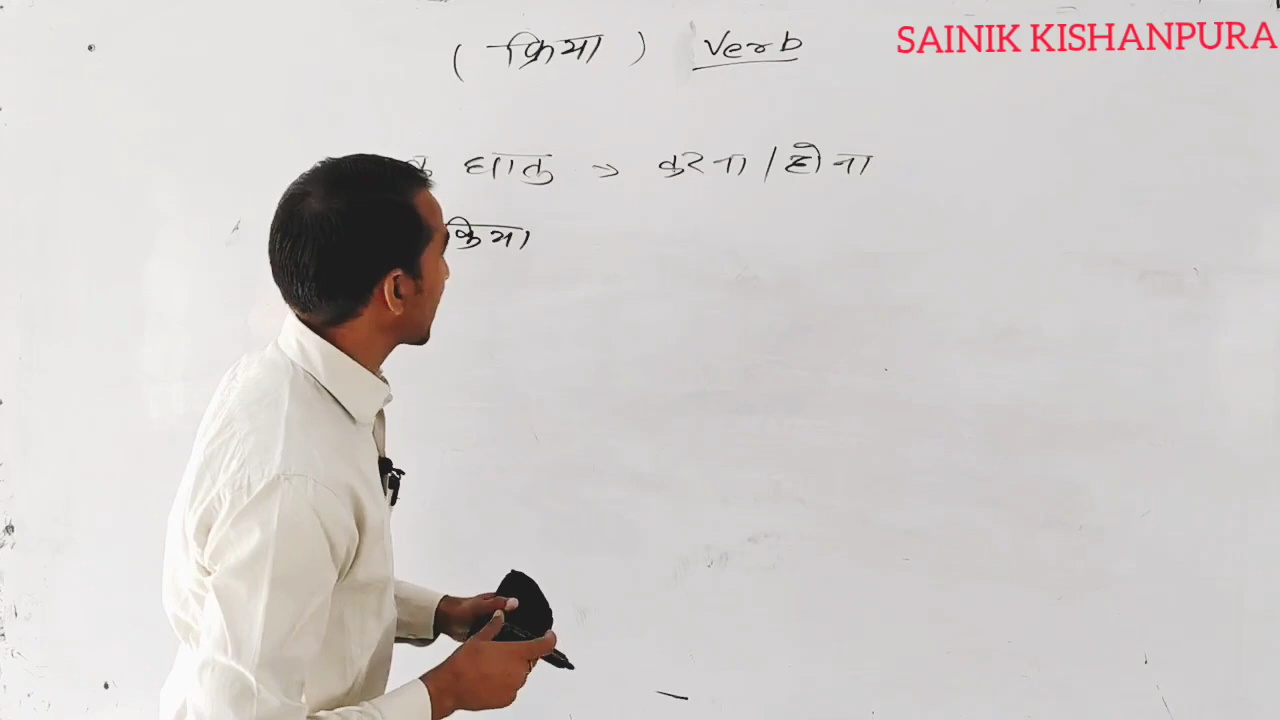 ( क्रिया ) Verb
SAINIK KISHANPURA
धातु → करना / होना
क्रिया